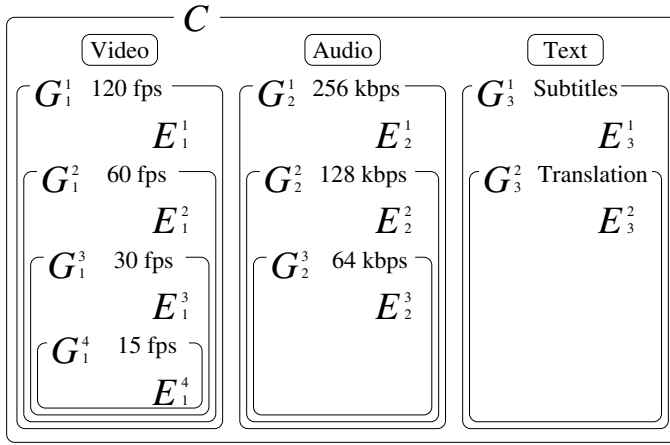 C
Video Audio Text
G₁¹ 120 fps G₂¹ 256 kbps G₃¹ Subtitles
E₁¹ E₂¹ E₃¹
G₁² 60 fps G₂² 128 kbps G₃² Translation
E₁² E₂² E₃²
G₁³ 30 fps G₂³ 64 kbps
E₁³ E₂³
G₁⁴ 15 fps
E₁⁴